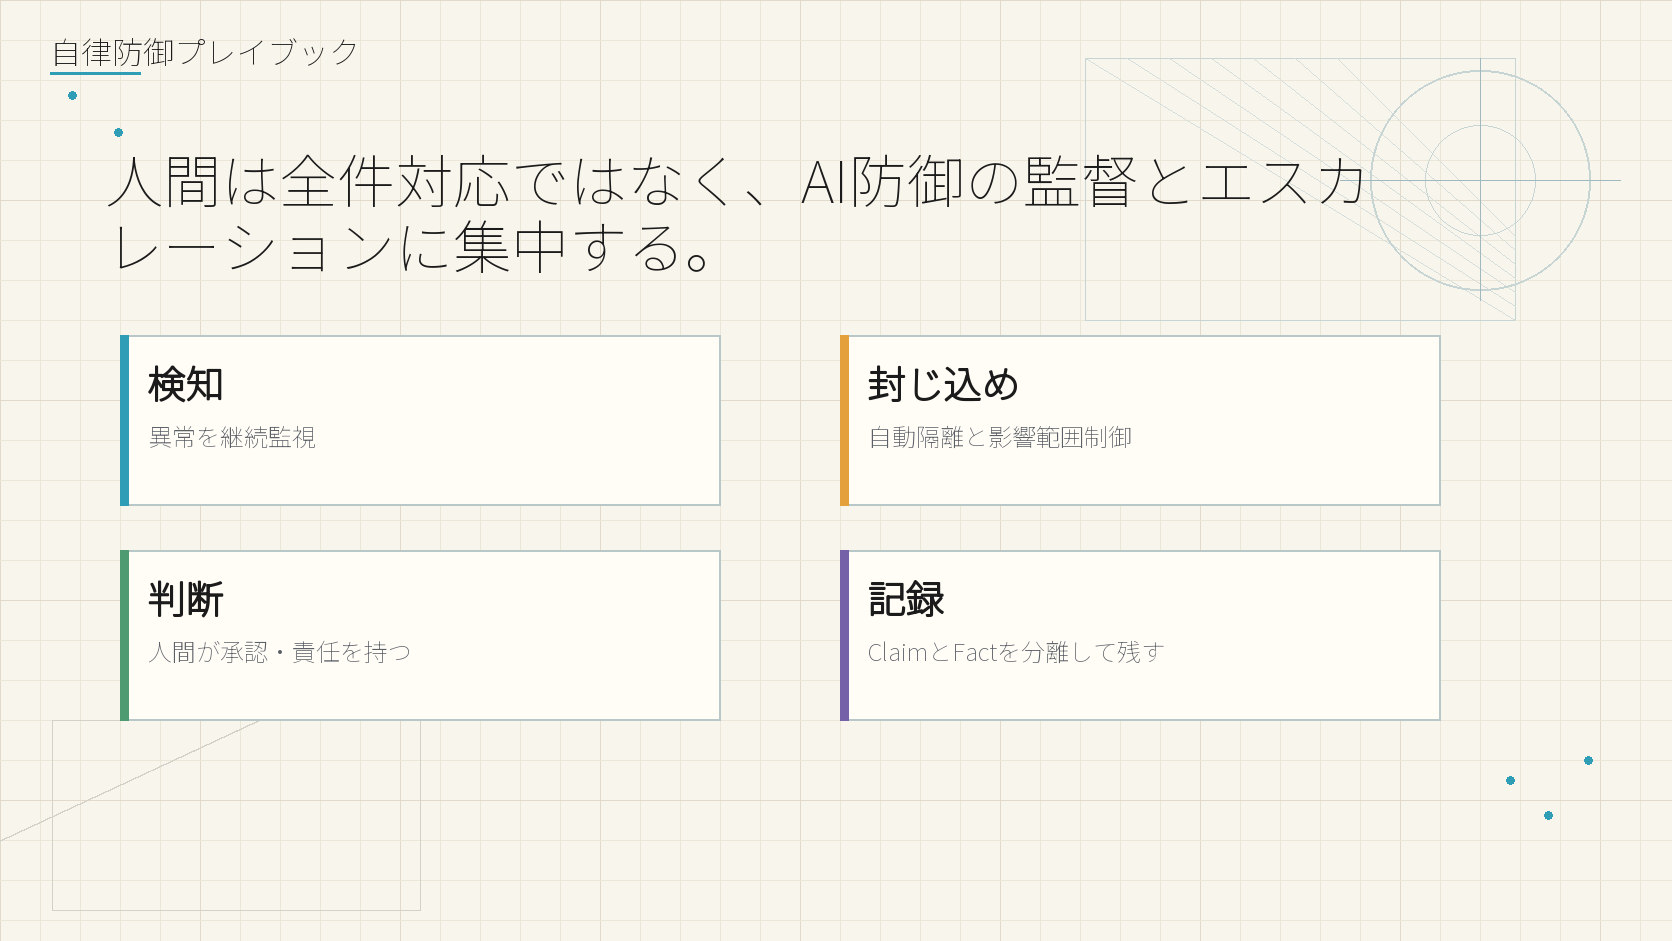 自律防御プレイブック
人間は全件対応ではなく、AI防御の監督とエスカ
レーションに集中する。
検知
異常を継続監視
封じ込め
自動隔離と影響範囲制御
判断
人間が承認・責任を持つ
記録
ClaimとFactを分離して残す